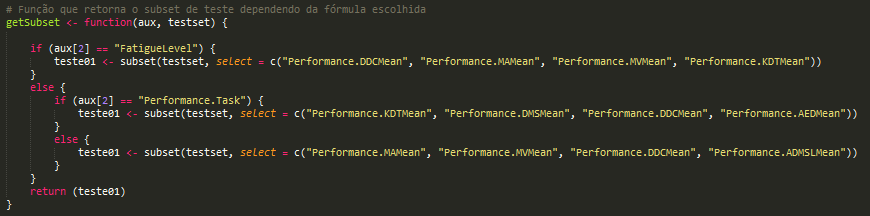 # Função que retorna o subset de teste dependendo da fórmula escolhida
getSubset <- function(aux, testset) {
if (aux[2] == "FatigueLevel") {
teste01 <- subset(testset, select = c("Performance.DDCMean", "Performance.MAMean", "Performance.MVMean", "Performance.KDTMean"))
}
else {
if (aux[2] == "Performance.Task") {
teste01 <- subset(testset, select = c("Performance.KDTMean", "Performance.DMSMean", "Performance.DDCMean", "Performance.AEDMean"))
}
else {
teste01 <- subset(testset, select = c("Performance.MAMean", "Performance.MVMean", "Performance.DDCMean", "Performance.ADMSLMean"))
}
}
return (teste01)
}